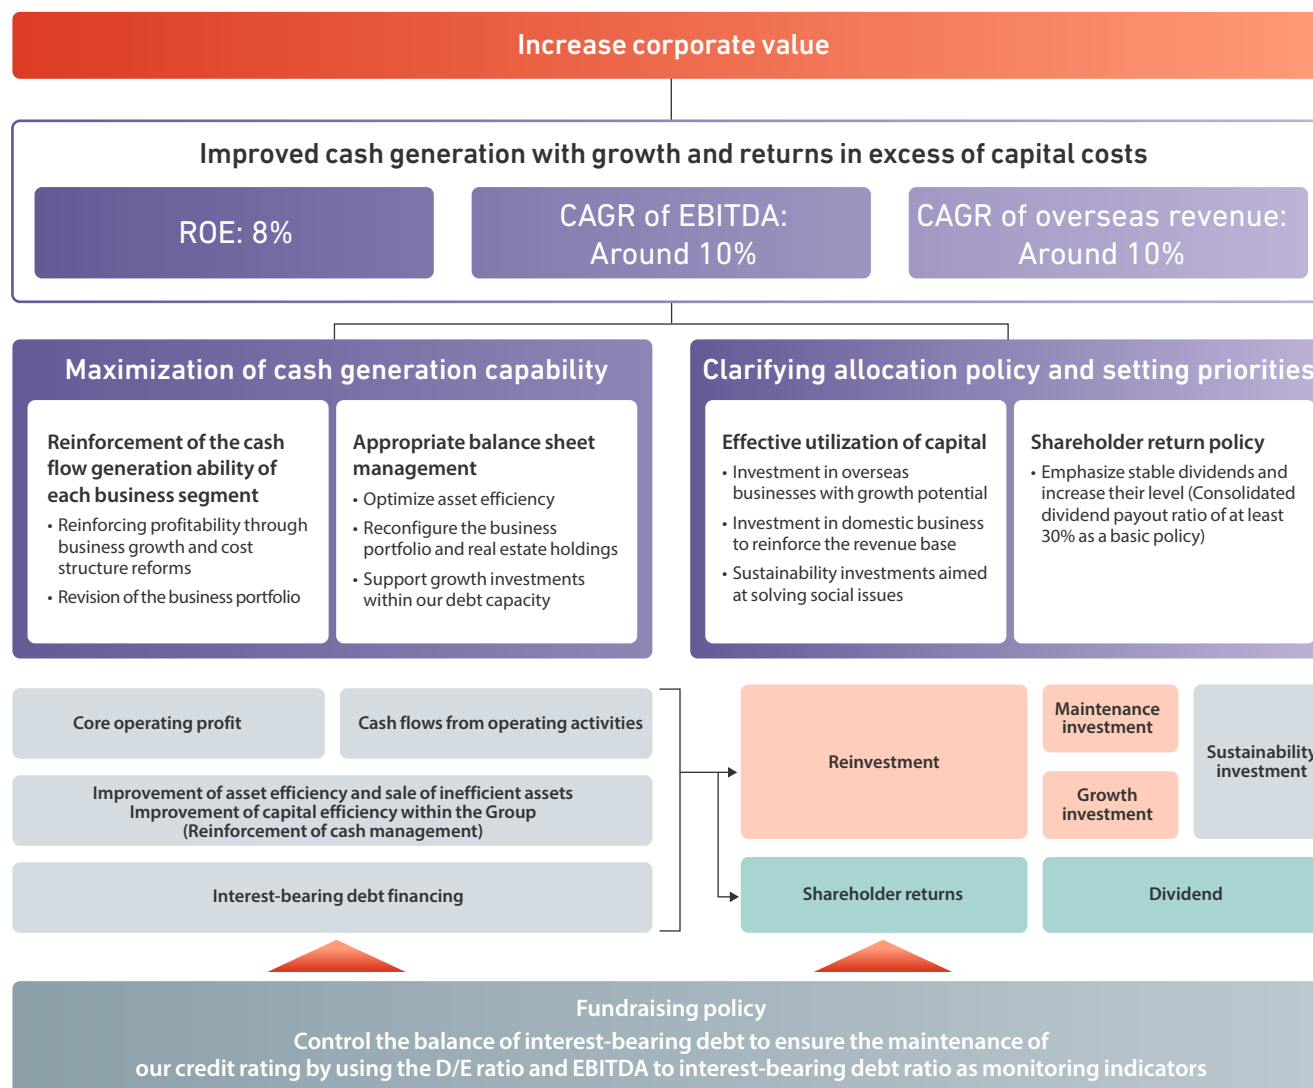 Increase corporate value
Improved cash generation with growth and returns in excess of capital costs
ROE: 8%
CAGR of EBITDA:
Around 10%
CAGR of overseas revenue:
Around 10%
Maximization of cash generation capability
Reinforcement of the cash
flow generation ability of
each business segment
• Reinforcing profitability through
business growth and cost
structure reforms
• Revision of the business portfolio
Appropriate balance sheet
management
• Optimize asset efficiency
• Reconfigure the business
portfolio and real estate holdings
• Support growth investments
within our debt capacity
Clarifying allocation policy and setting priorities
Effective utilization of capital
• Investment in overseas
businesses with growth potential
• Investment in domestic business
to reinforce the revenue base
• Sustainability investments aimed
at solving social issues
Shareholder return policy
• Emphasize stable dividends and
increase their level (Consolidated
dividend payout ratio of at least
30% as a basic policy)
Core operating profit
Cash flows from operating activities
Improvement of asset efficiency and sale of inefficient assets
Improvement of capital efficiency within the Group
(Reinforcement of cash management)
Interest-bearing debt financing
Reinvestment
Maintenance
investment
Growth
investment
Sustainability
investment
Shareholder returns
Dividend
Fundraising policy
Control the balance of interest-bearing debt to ensure the maintenance of
our credit rating by using the D/E ratio and EBITDA to interest-bearing debt ratio as monitoring indicators